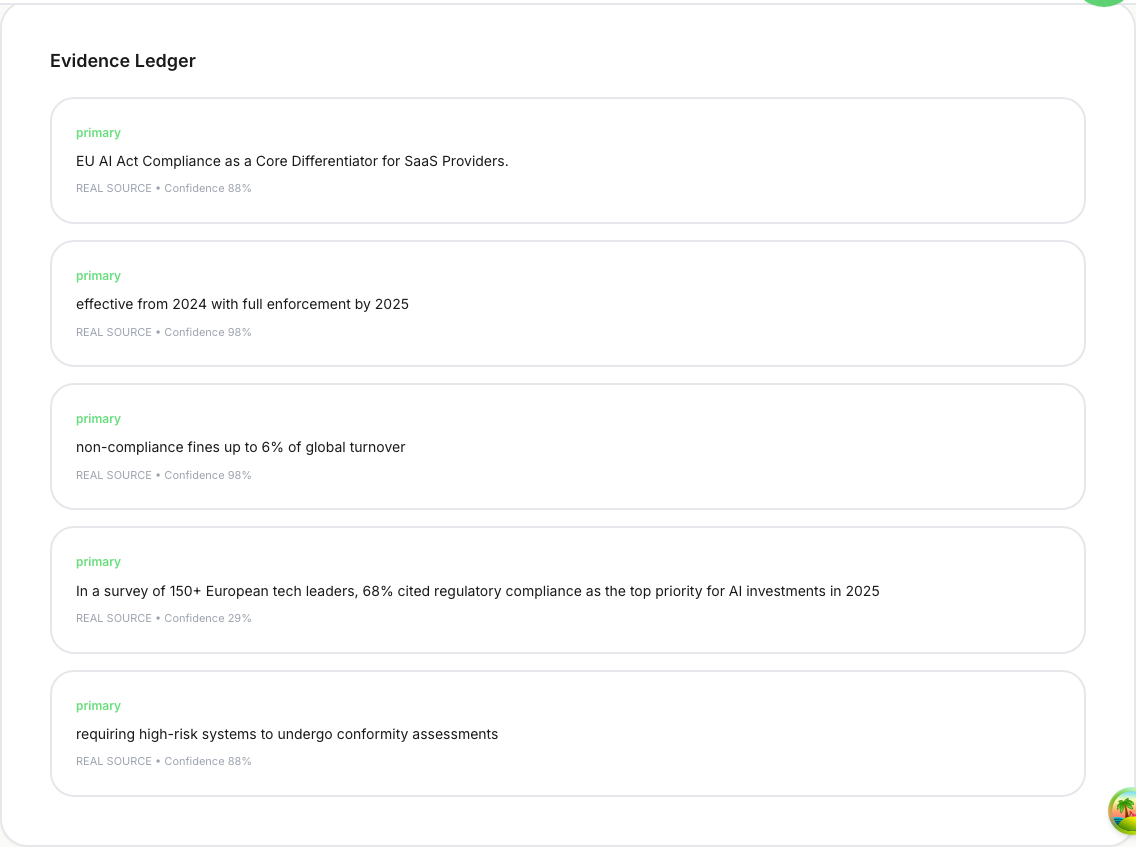 Evidence Ledger
primary
EU AI Act Compliance as a Core Differentiator for SaaS Providers.
REAL SOURCE • Confidence 88%
primary
effective from 2024 with full enforcement by 2025
REAL SOURCE • Confidence 98%
primary
non-compliance fines up to 6% of global turnover
REAL SOURCE • Confidence 98%
primary
In a survey of 150+ European tech leaders, 68% cited regulatory compliance as the top priority for AI investments in 2025
REAL SOURCE • Confidence 29%
primary
requiring high-risk systems to undergo conformity assessments
REAL SOURCE • Confidence 88%